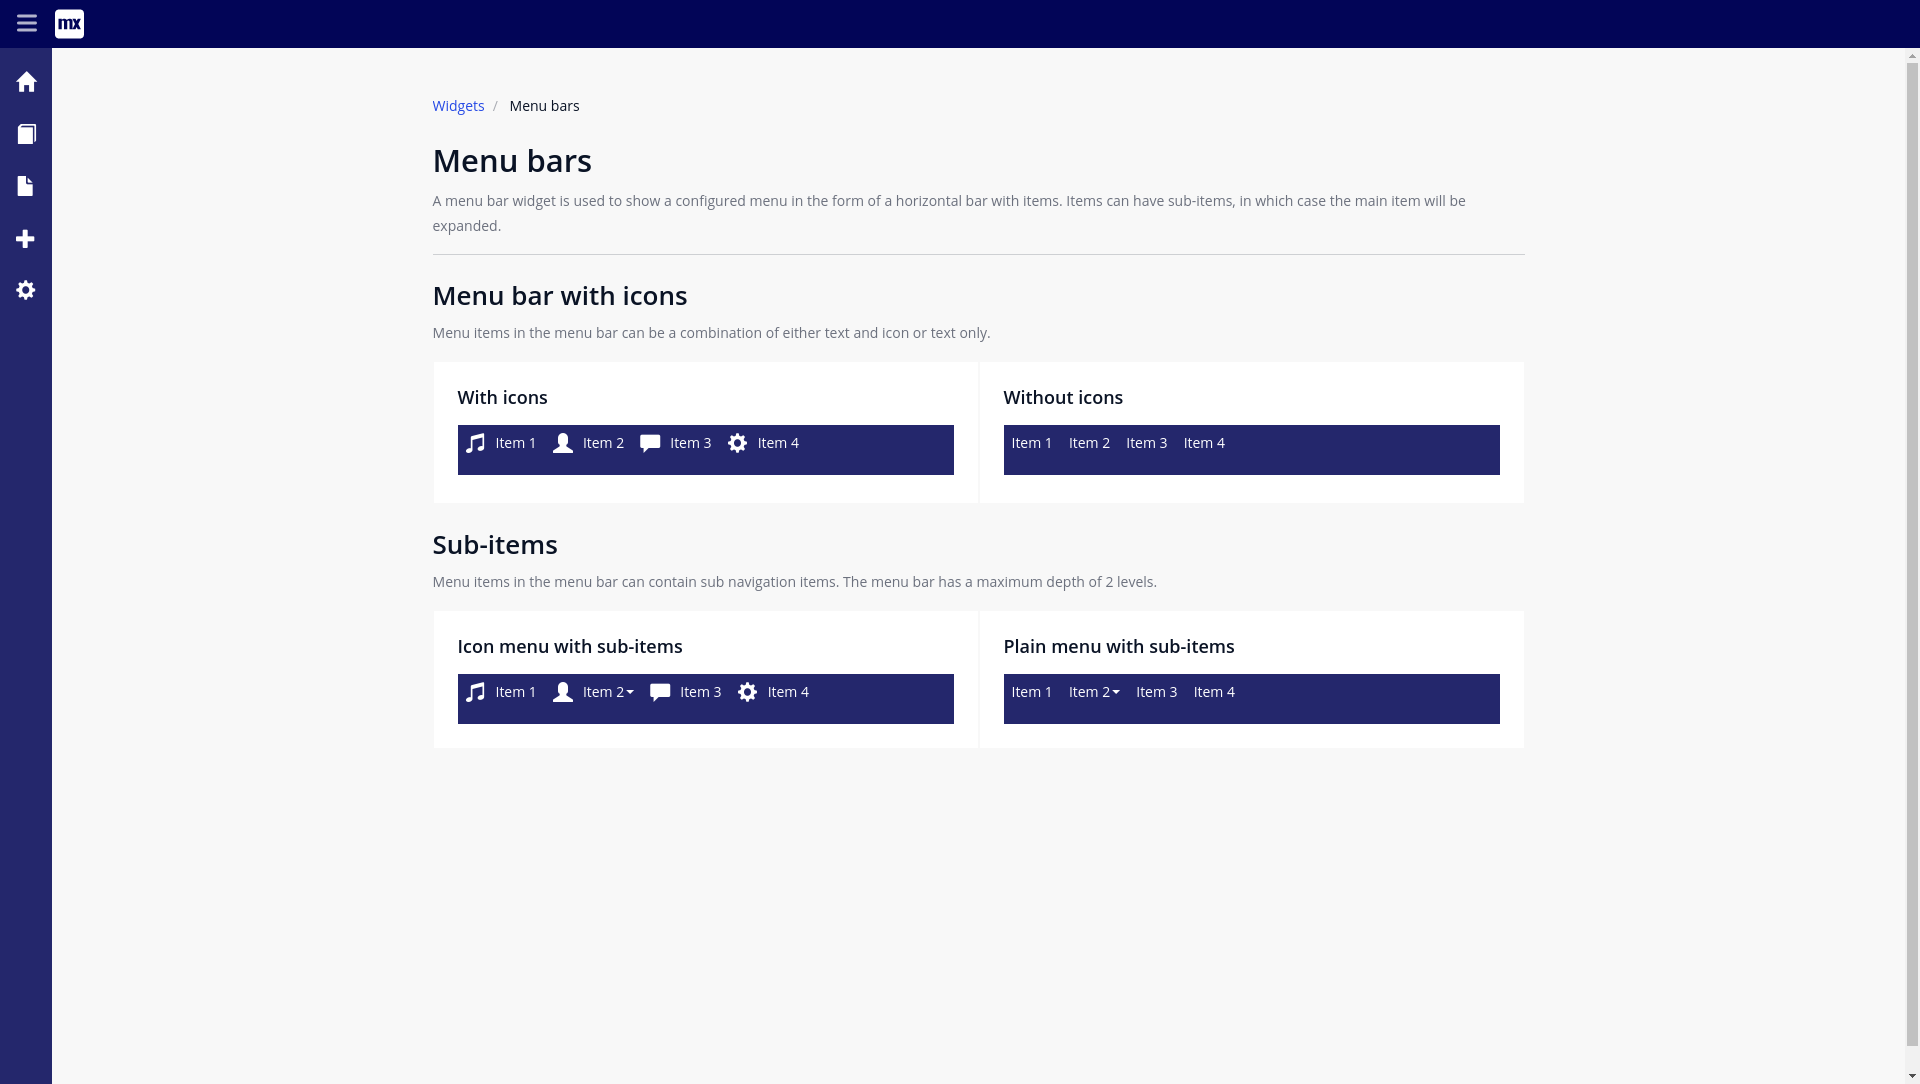 mx
Widgets / Menu bars
Menu bars
A menu bar widget is used to show a configured menu in the form of a horizontal bar with items. Items can have sub-items, in which case the main item will be
expanded.
Menu bar with icons
Menu items in the menu bar can be a combination of either text and icon or text only.
With icons
Item 1 Item 2 Item 3 Item 4
Without icons
Item 1 Item 2 Item 3 Item 4
Sub-items
Menu items in the menu bar can contain sub navigation items. The menu bar has a maximum depth of 2 levels.
Icon menu with sub-items
Item 1 Item 2 Item 3 Item 4
Plain menu with sub-items
Item 1 Item 2 Item 3 Item 4